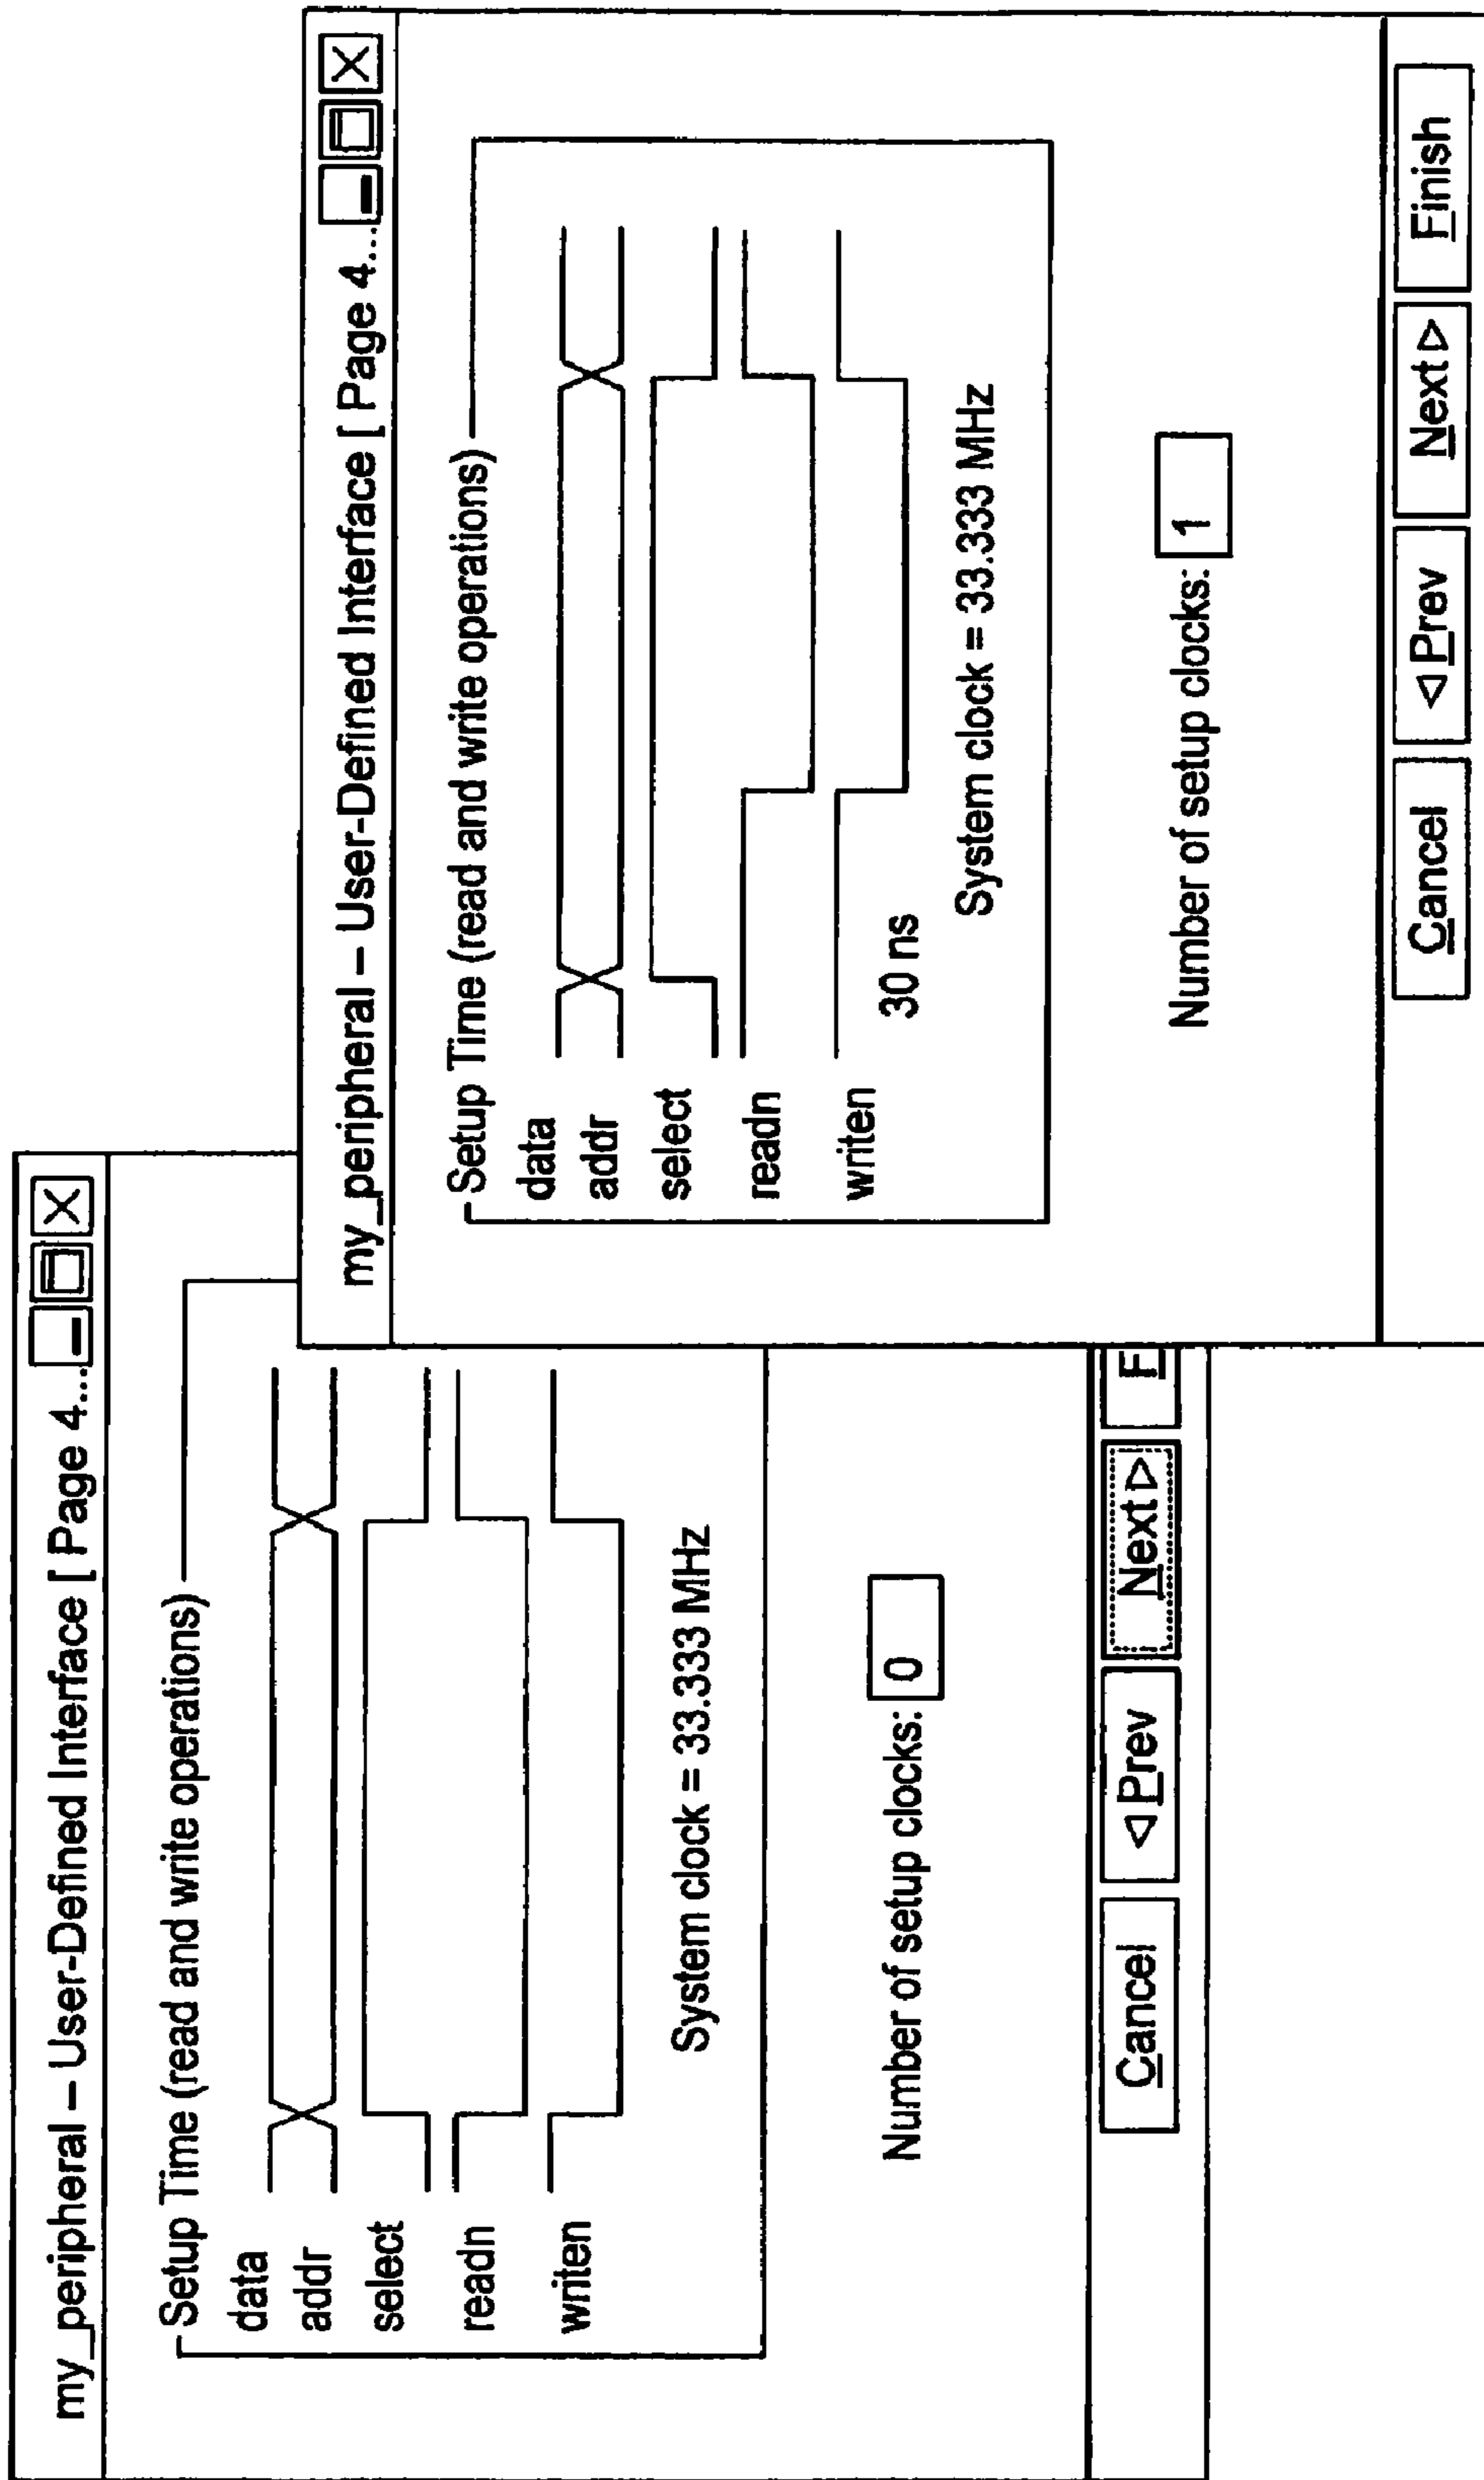 my_peripheral – User-Defined Interface [ Page 4...
Setup Time (read and write operations)
data
addr
select
readn
writen
System clock = 33.333 MHz
Number of setup clocks: 0
Cancel
◁ Prev
Next ▷
F
my_peripheral – User-Defined Interface [ Page 4...
Setup Time (read and write operations)
data
addr
select
readn
writen
30 ns
System clock = 33.333 MHz
Number of setup clocks: 1
Cancel
◁ Prev
Next ▷
Finish